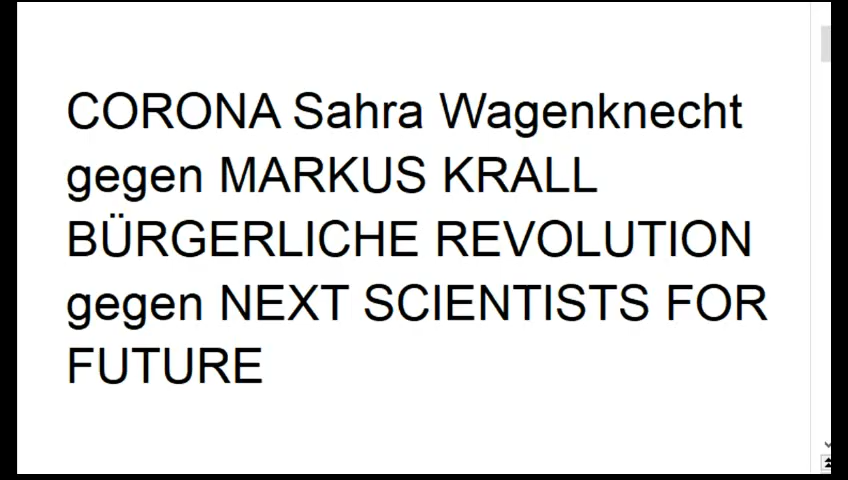 CORONA Sahra Wagenknecht
gegen MARKUS KRALL
BÜRGERLICHE REVOLUTION
gegen NEXT SCIENTISTS FOR
FUTURE